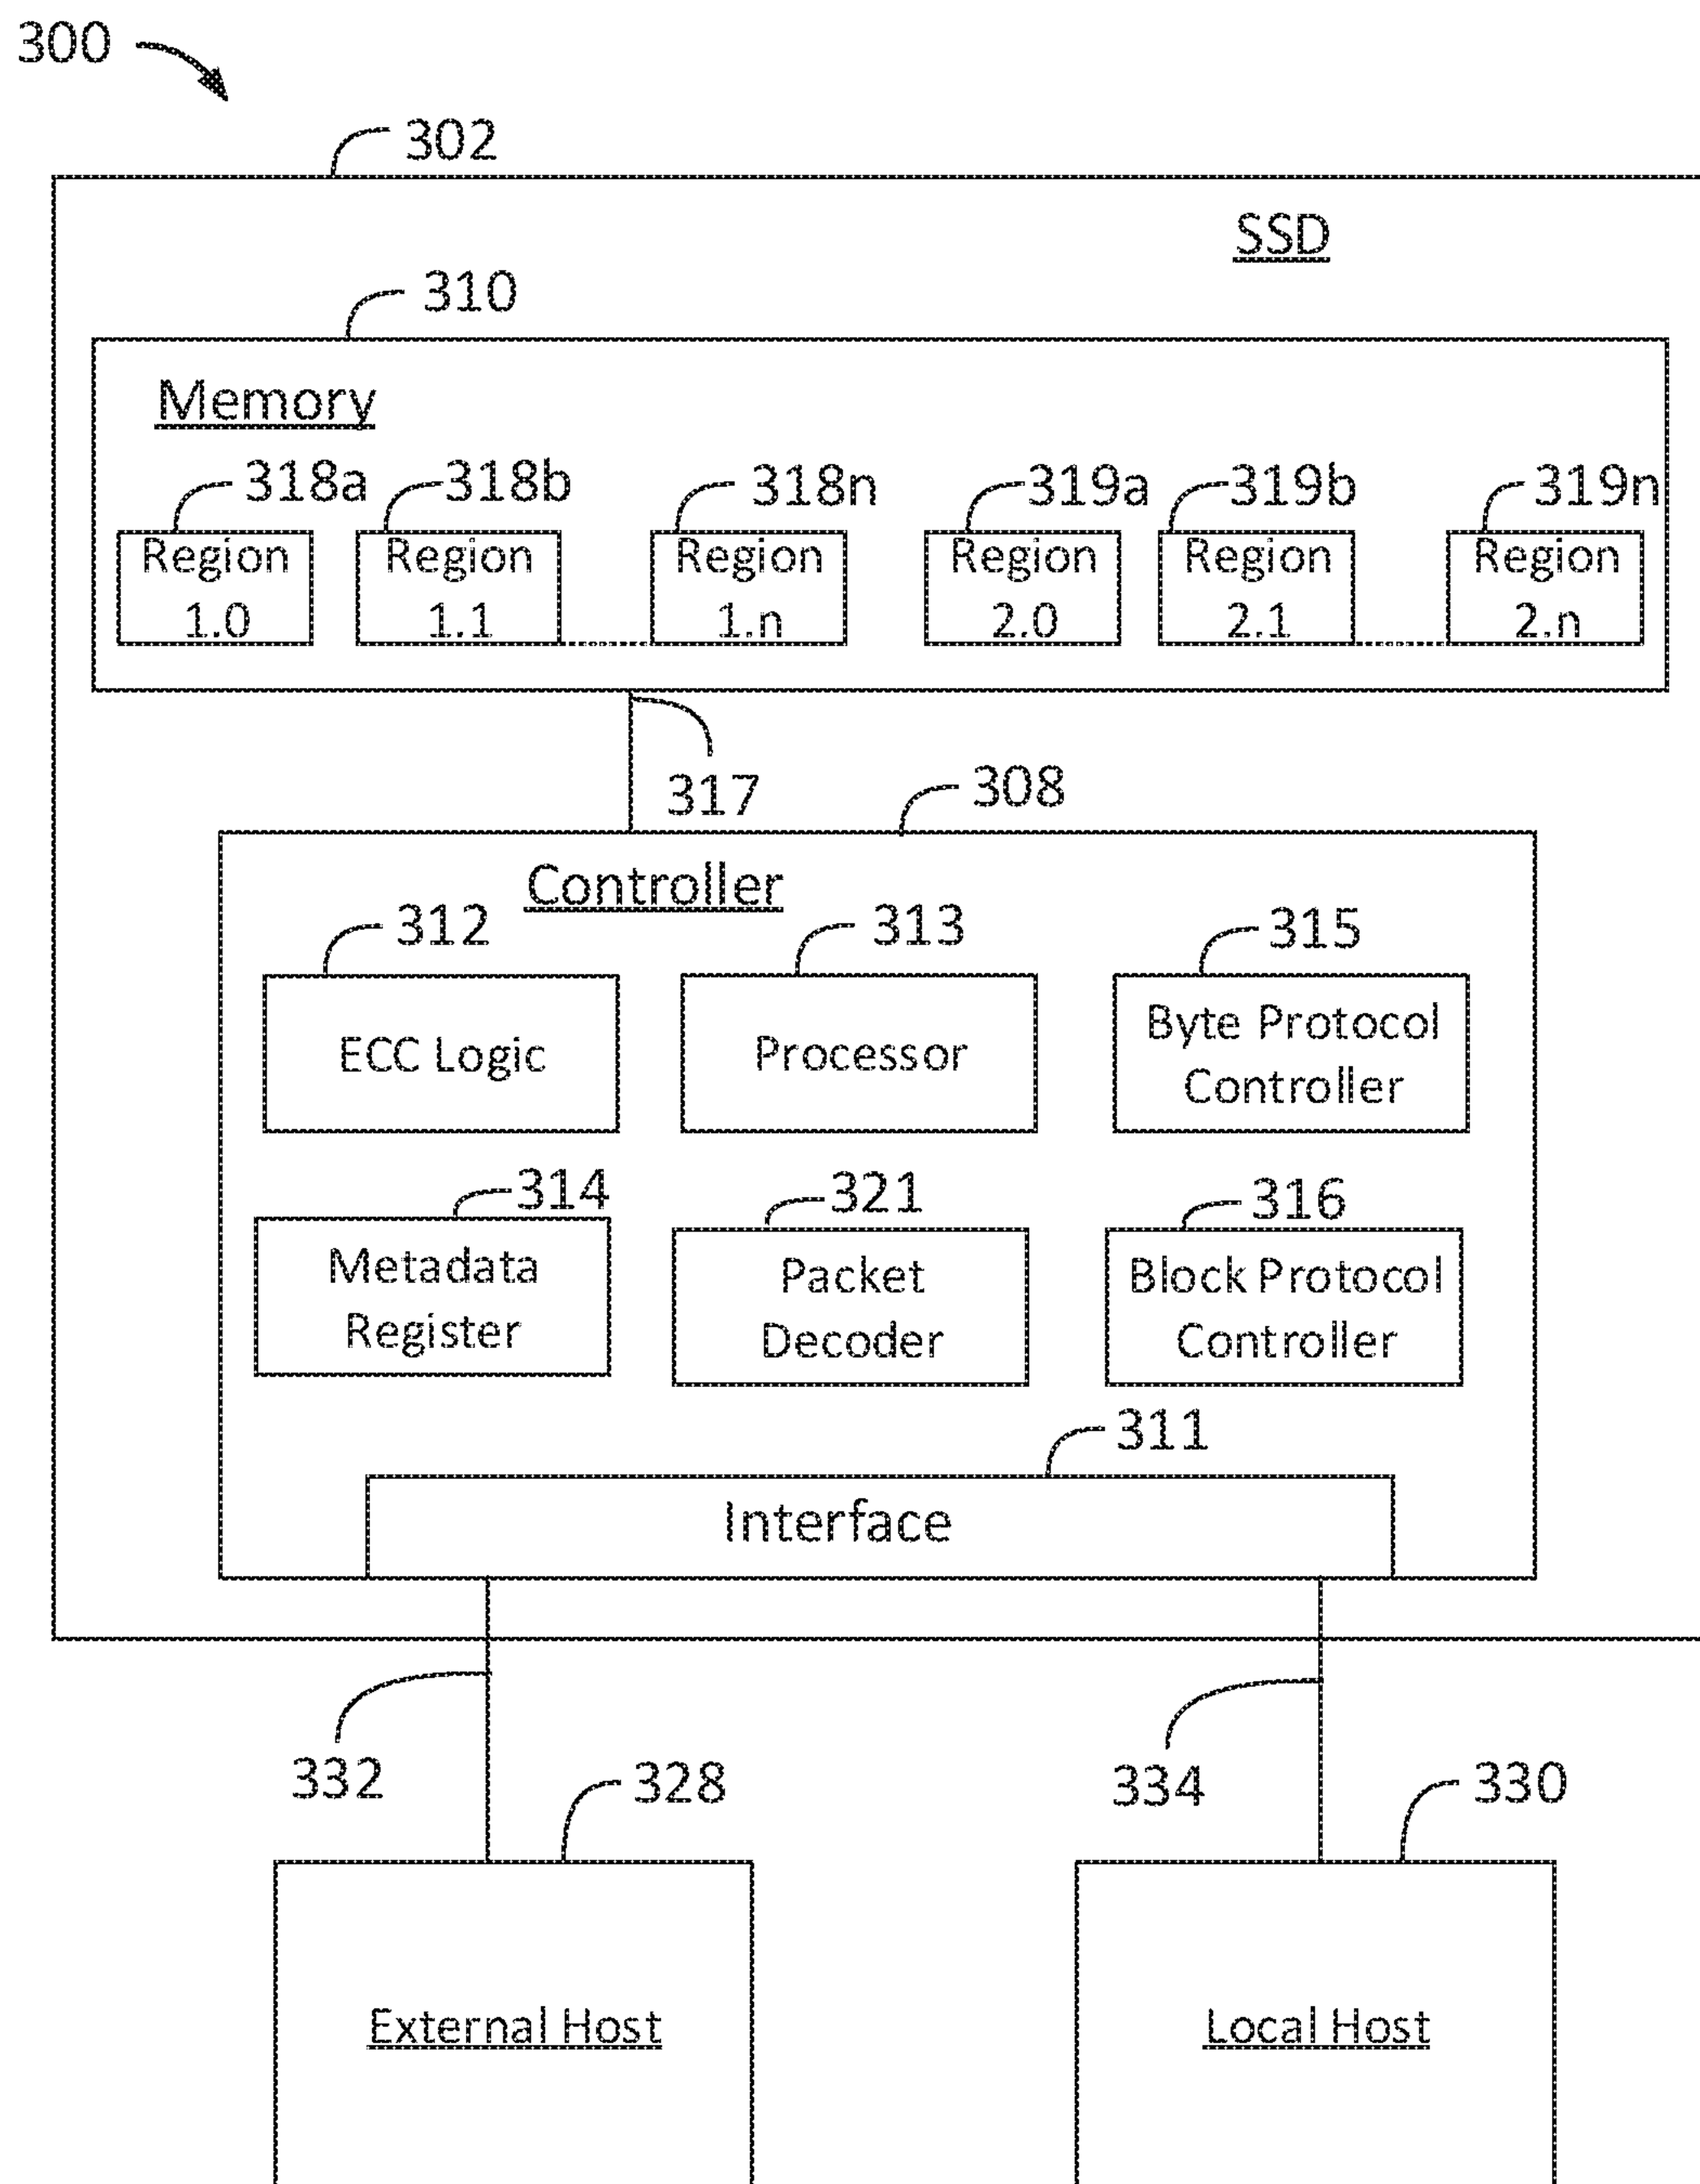 300
302
SSD
310
Memory
318a 318b 318n 319a 319b 319n
Region 1.0
Region 1.1
Region 1.n
Region 2.0
Region 2.1
Region 2.n
317
308
Controller
312 313 315
ECC Logic
Processor
Byte Protocol
Controller
314 321 316
Metadata
Register
Packet
Decoder
Block Protocol
Controller
311
Interface
332 328 334 330
External Host
Local Host